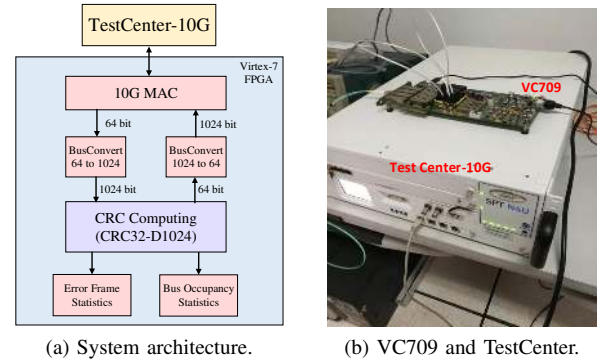 TestCenter-10G
Virtex-7
FPGA
10G MAC
64 bit
1024 bit
BusConvert
64 to 1024
BusConvert
1024 to 64
1024 bit
64 bit
CRC Computing
(CRC32-D1024)
Error Frame
Statistics
Bus Occupancy
Statistics
(a) System architecture.
VC709
Test Center-10G
SPT N4U
(b) VC709 and TestCenter.